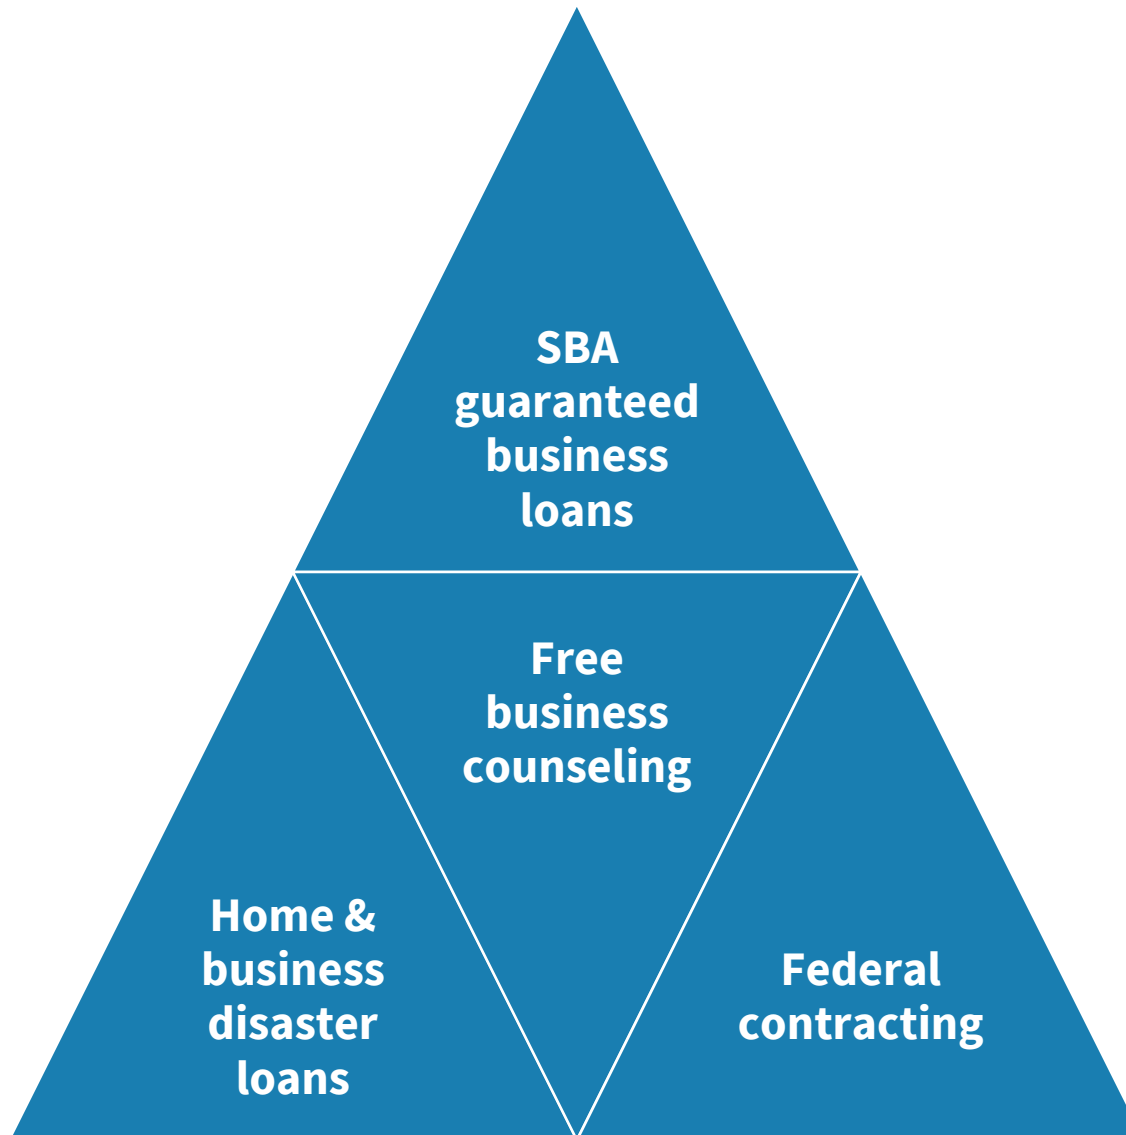 SBA
guaranteed
business
loans
Free
business
counseling
Home &
business
disaster
loans
Federal
contracting